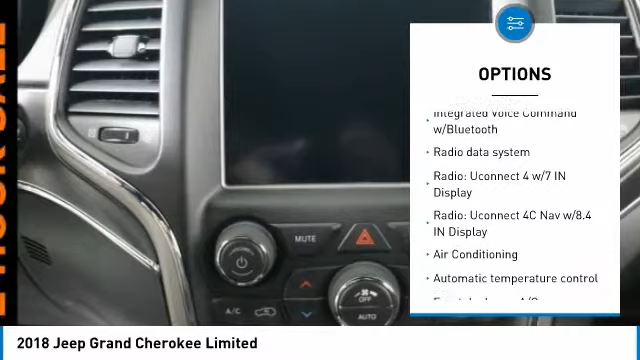 OPTIONS
Integrated Voice Command
w/Bluetooth
Radio data system
Radio: Uconnect 4 w/7 IN
Display
Radio: Uconnect 4C Nav w/8.4
IN Display
Air Conditioning
Automatic temperature control
MUTE
A/C
OFF
AUTO
2018 Jeep Grand Cherokee Limited